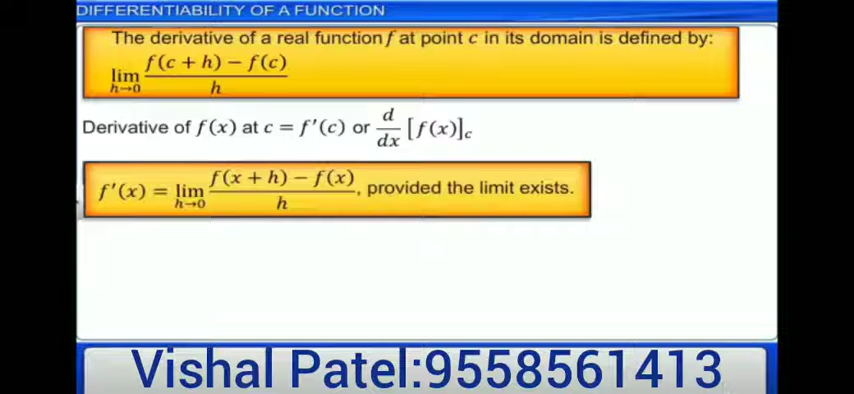 DIFFERENTIABILITY OF A FUNCTION
The derivative of a real function f at point c in its domain is defined by:
lim h→0 f(c + h) − f(c) / h
Derivative of f(x) at c = f'(c) or d/dx [f(x)]c
f'(x) = lim h→0 f(x + h) − f(x) / h, provided the limit exists.
Vishal Patel:9558561413